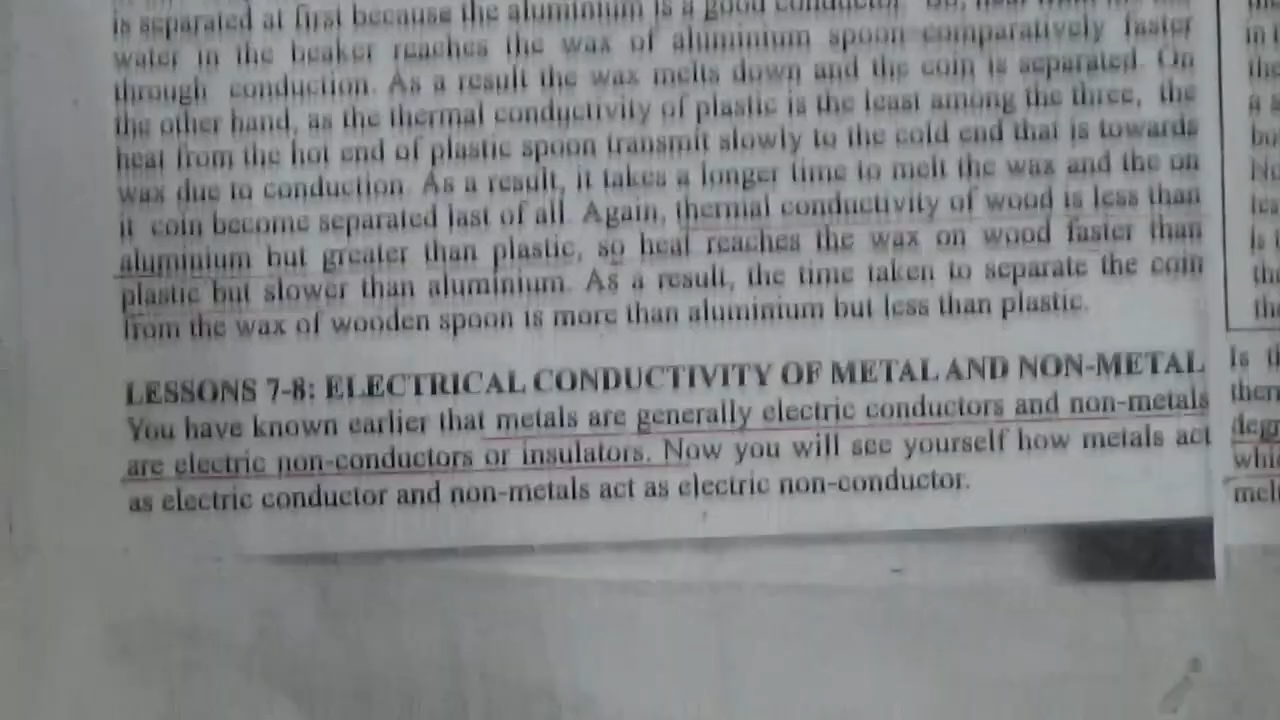 is separated at first because the aluminium is a good conductor So, heat
water in the beaker reaches the wax of aluminium spoon comparatively faster
through conduction. As a result the wax melts down and the coin is separated. On
the other hand, as the thermal conductivity of plastic is the least among the three, the
heat from the hot end of plastic spoon transmit slowly to the cold end that is towards
wax due to conduction. As a result, it takes a longer time to melt the wax and the on
it coin become separated last of all. Again, thermal conductivity of wood is less than
aluminium but greater than plastic, so heat reaches the wax on wood faster than
plastic but slower than aluminium. As a result, the time taken to separate the coin
from the wax of wooden spoon is more than aluminium but less than plastic.
LESSONS 7-8: ELECTRICAL CONDUCTIVITY OF METAL AND NON-METAL
You have known earlier that metals are generally electric conductors and non-metals
are electric non-conductors or insulators. Now you will see yourself how metals act
as electric conductor and non-metals act as electric non-conductor.
Is